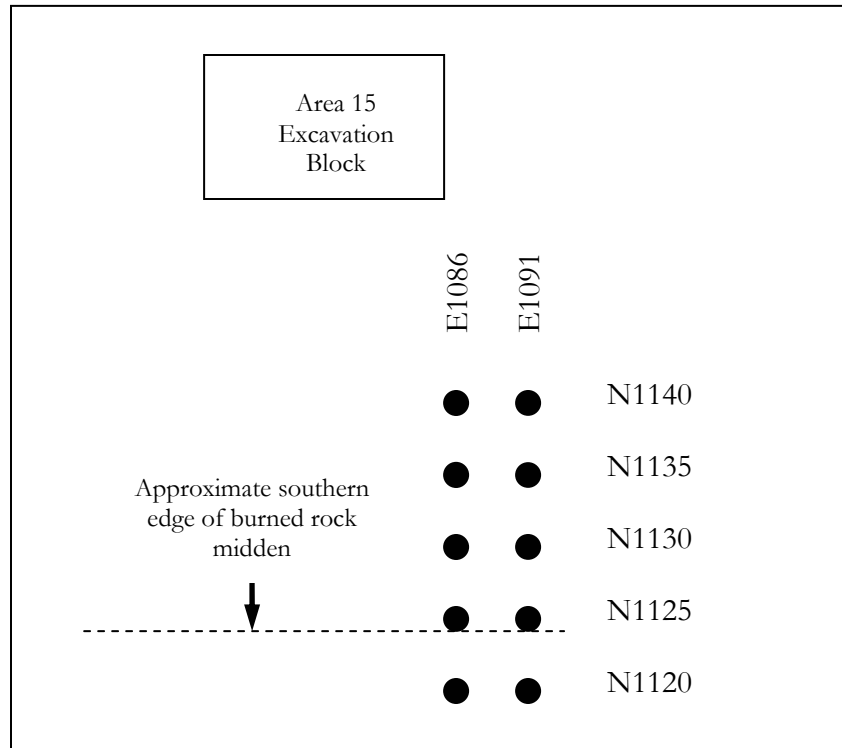 Area 15
Excavation
Block
E1086
E1091
N1140
N1135
Approximate southern
edge of burned rock
midden
N1130
N1125
N1120